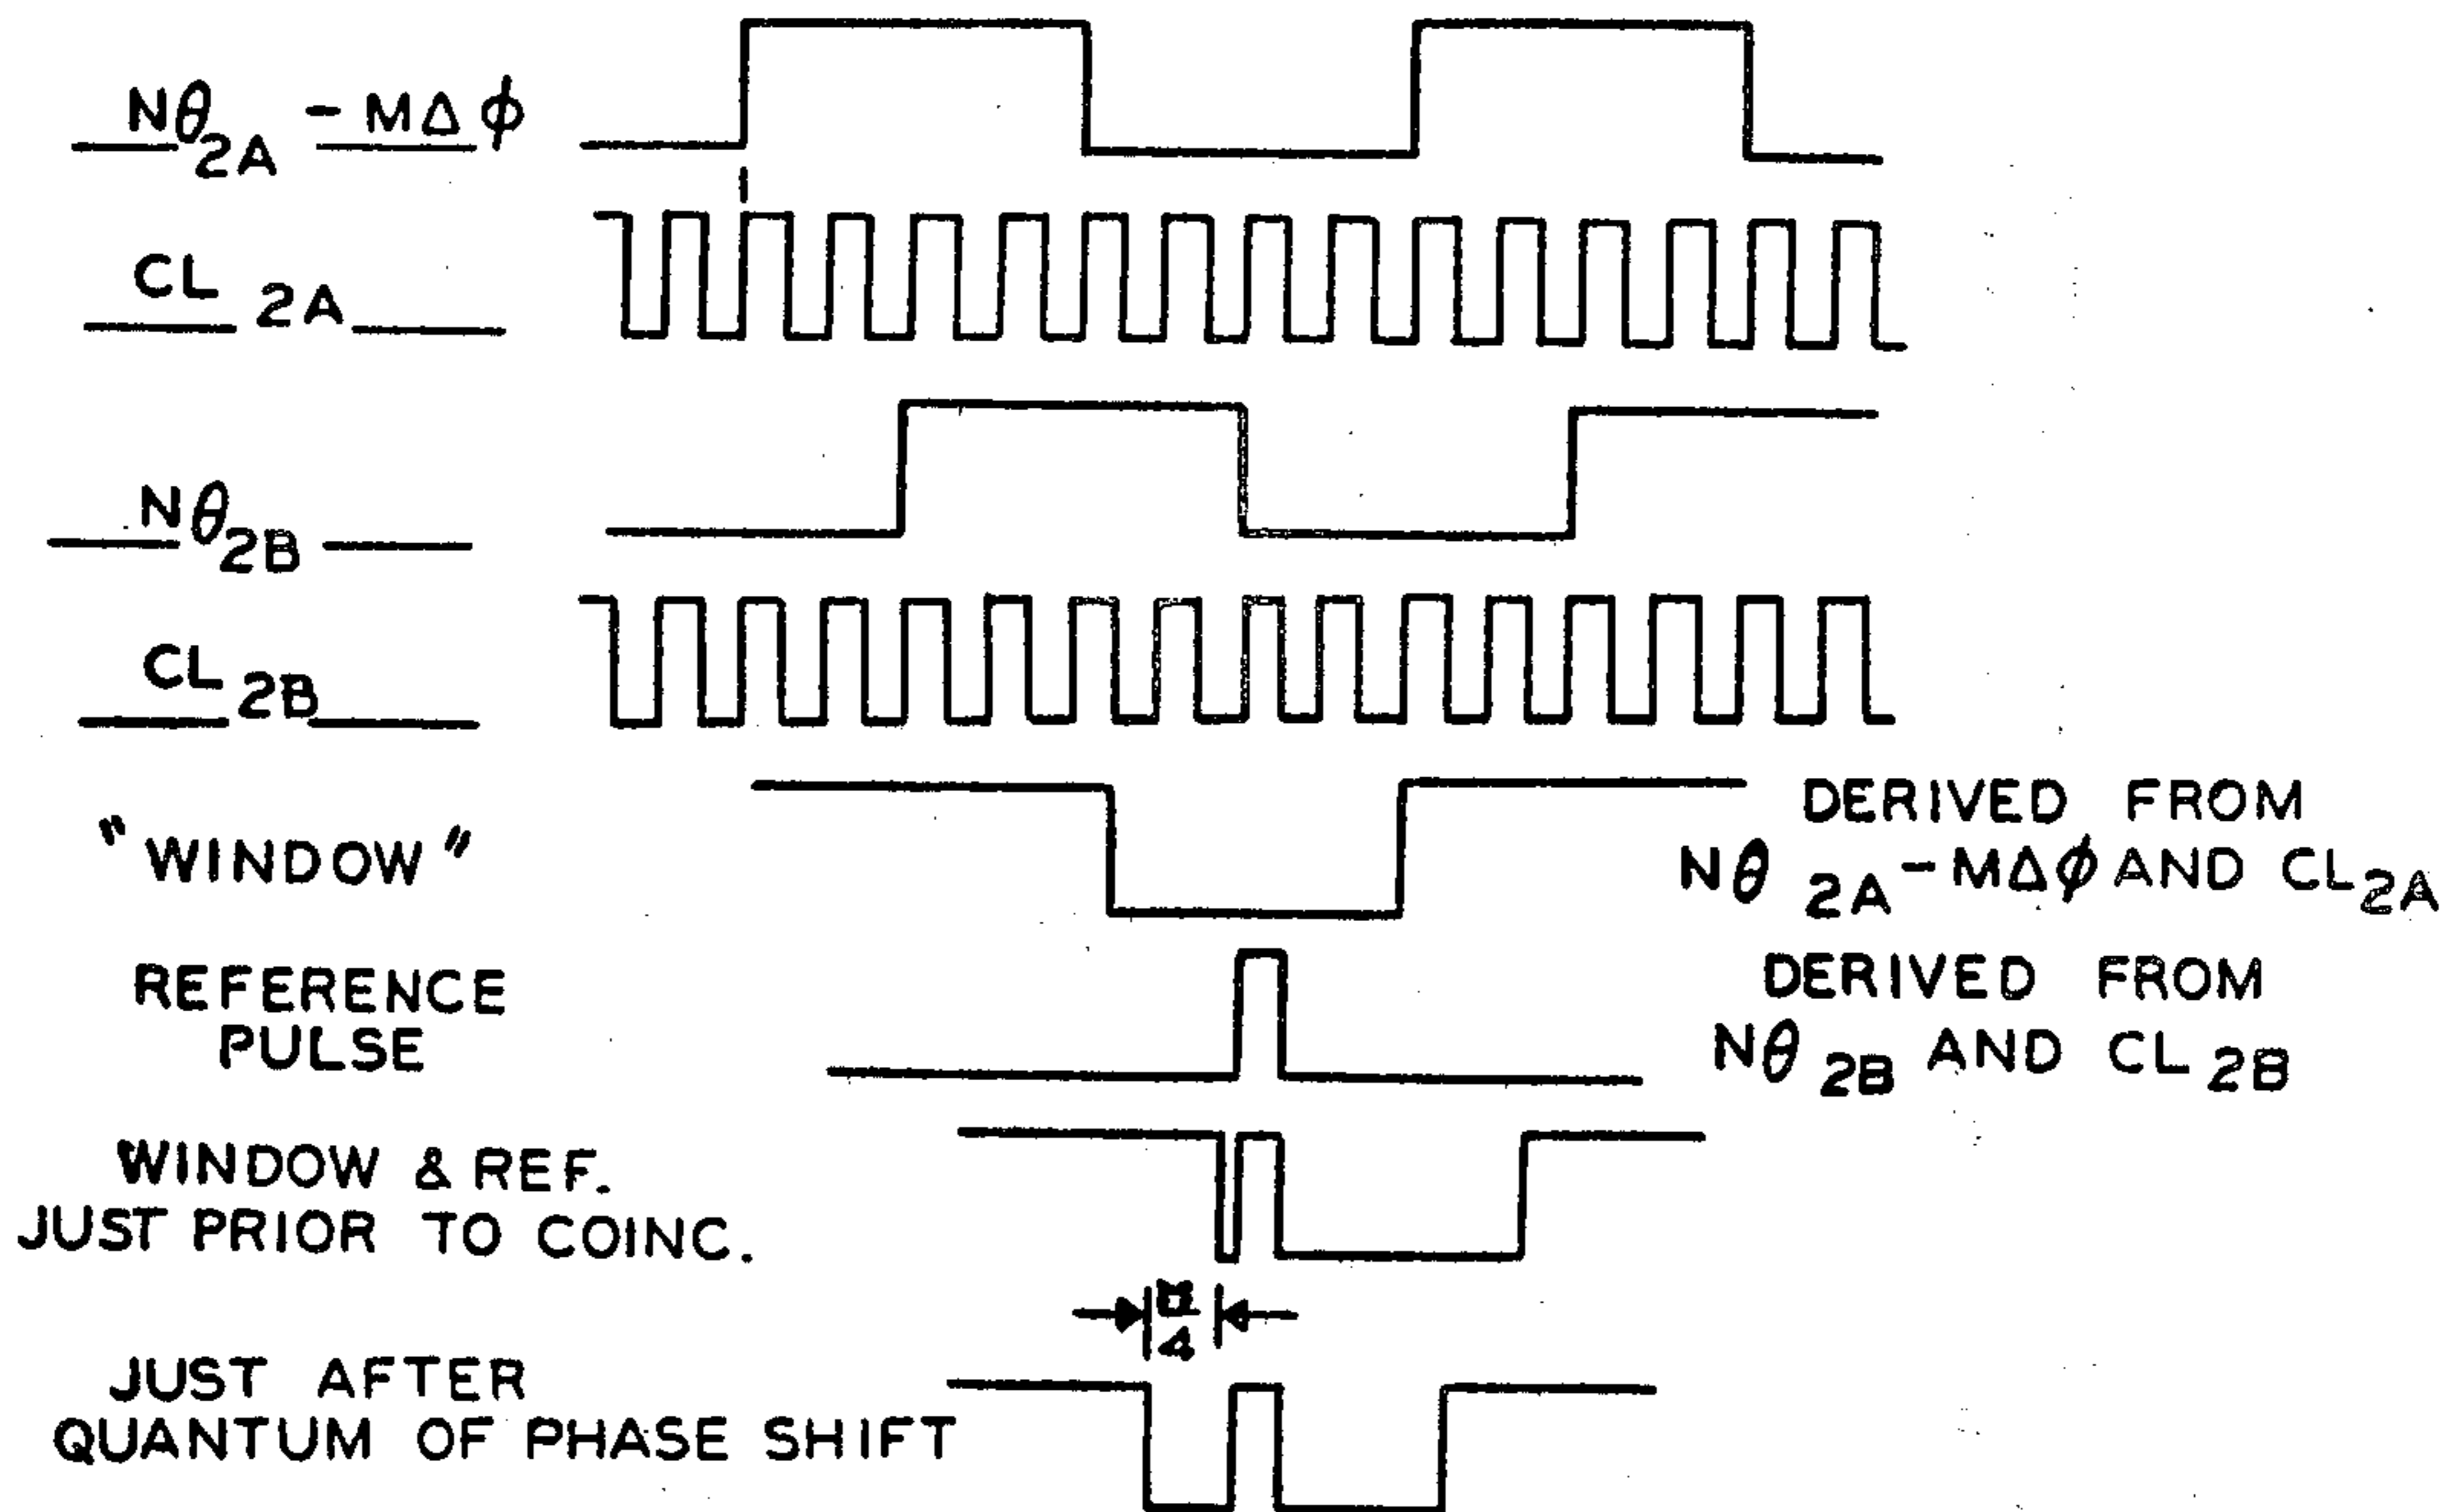 Nθ2A - MΔϕ
CL 2A
Nθ2B
CL 2B
"WINDOW"
DERIVED FROM
Nθ 2A - MΔϕ AND CL2A
REFERENCE
PULSE
DERIVED FROM
Nθ 2B AND CL 2B
WINDOW & REF.
JUST PRIOR TO COINC.
4
JUST AFTER
QUANTUM OF PHASE SHIFT